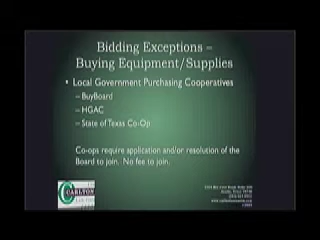 Bidding Exceptions –
Buying Equipment/Supplies
• Local Government Purchasing Cooperatives
– BuyBoard
– HGAC
– State of Texas Co-Op
Co-ops require application and/or resolution of the
Board to join. No fee to join.
CARLTON